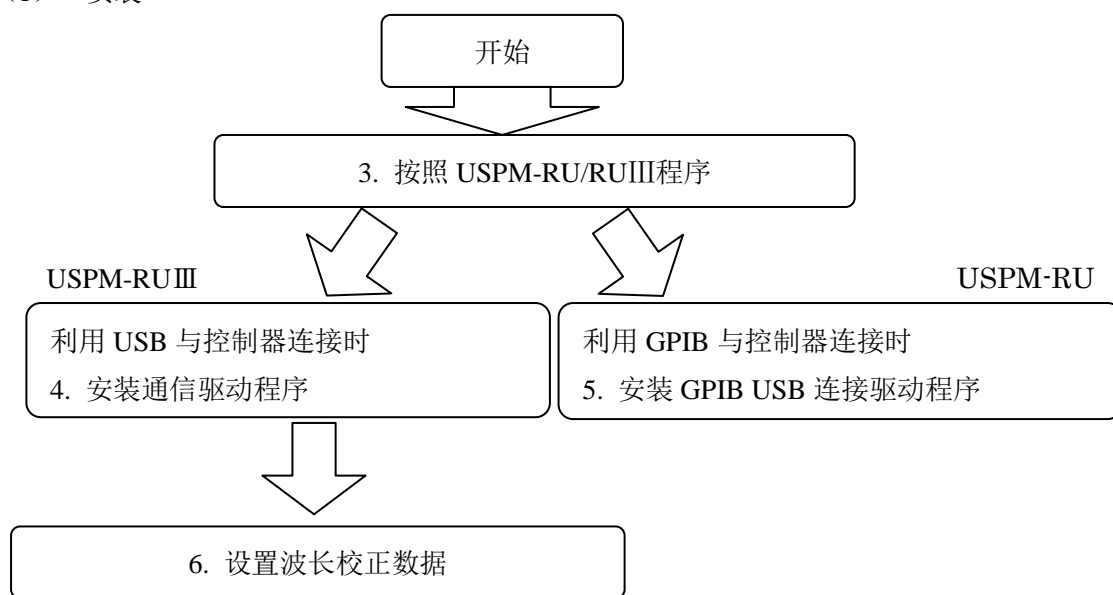 开始
3. 按照 USPM-RU/RUⅢ程序
USPM-RUⅢ
USPM-RU
利用 USB 与控制器连接时
4. 安装通信驱动程序
利用 GPIB 与控制器连接时
5. 安装 GPIB USB 连接驱动程序
6. 设置波长校正数据